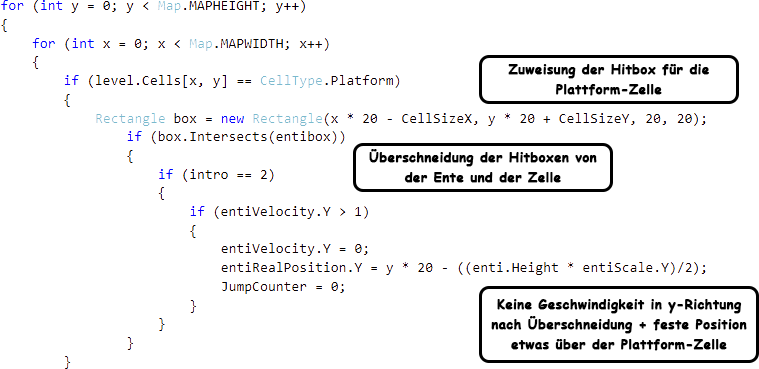 for (int y = 0; y < Map.MAPHEIGHT; y++)
{
for (int x = 0; x < Map.MAPWIDTH; x++)
{
if (level.Cells[x, y] == CellType.Platform)
Zuweisung der Hitbox für die
Plattform-Zelle
{
Rectangle box = new Rectangle(x * 20 - CellSizeX, y * 20 + CellSizeY, 20, 20);
if (box.Intersects(entibox))
{
Überschneidung der Hitboxen von
der Ente und der Zelle
if (intro == 2)
{
if (entiVelocity.Y > 1)
{
entiVelocity.Y = 0;
entiRealPosition.Y = y * 20 - ((enti.Height * entiScale.Y)/2);
JumpCounter = 0;
}
Keine Geschwindigkeit in y-Richtung
nach Überschneidung + feste Position
etwas über der Plattform-Zelle
}
}
}